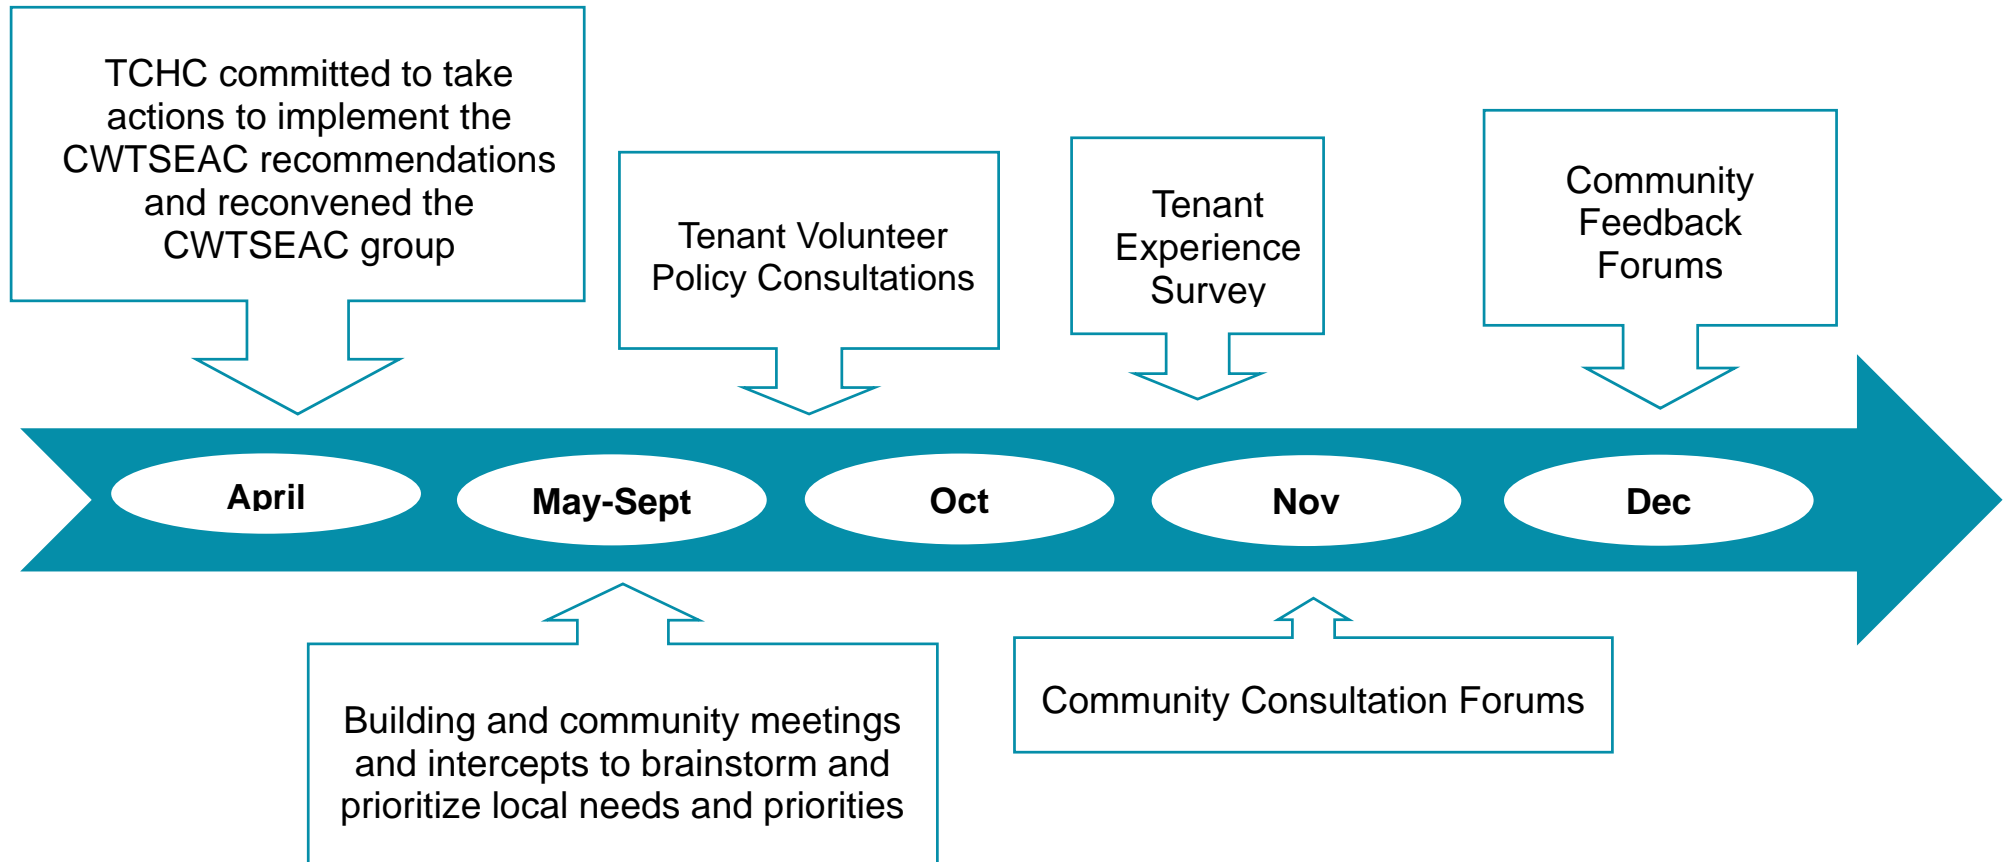 TCHC committed to take
actions to implement the
CWTSEAC recommendations
and reconvened the
CWTSEAC group
Tenant Volunteer
Policy Consultations
Tenant
Experience
Survey
Community
Feedback
Forums
April
May-Sept
Oct
Nov
Dec
Building and community meetings
and intercepts to brainstorm and
prioritize local needs and priorities
Community Consultation Forums